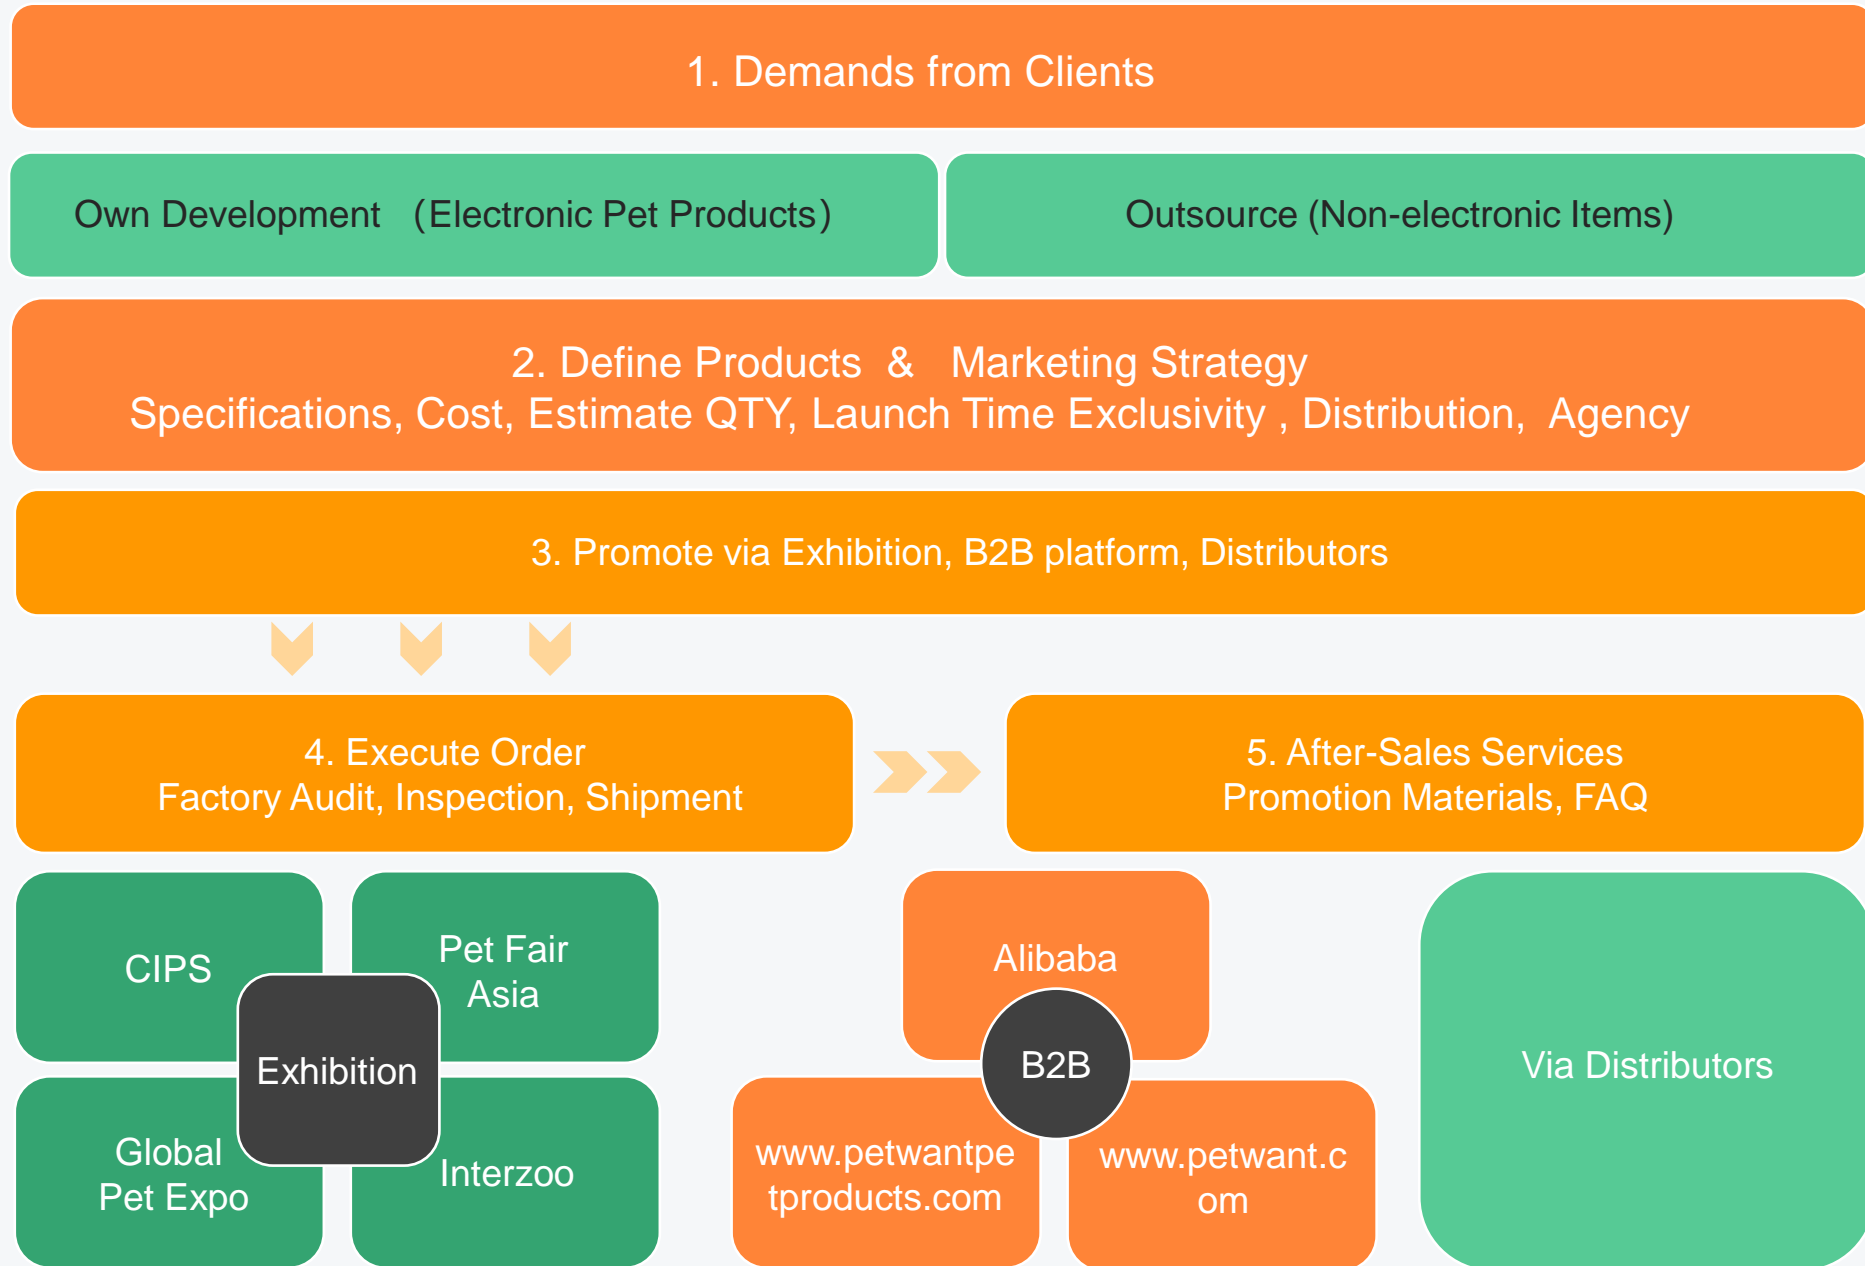 1. Demands from Clients
Own Development （Electronic Pet Products）
Outsource (Non-electronic Items)
2. Define Products & Marketing Strategy
Specifications, Cost, Estimate QTY, Launch Time Exclusivity , Distribution, Agency
3. Promote via Exhibition, B2B platform, Distributors
4. Execute Order
Factory Audit, Inspection, Shipment
5. After-Sales Services
Promotion Materials, FAQ
CIPS
Pet Fair
Asia
Exhibition
Global
Pet Expo
Interzoo
Alibaba
B2B
www.petwantpe
tproducts.com
www.petwant.c
om
Via Distributors